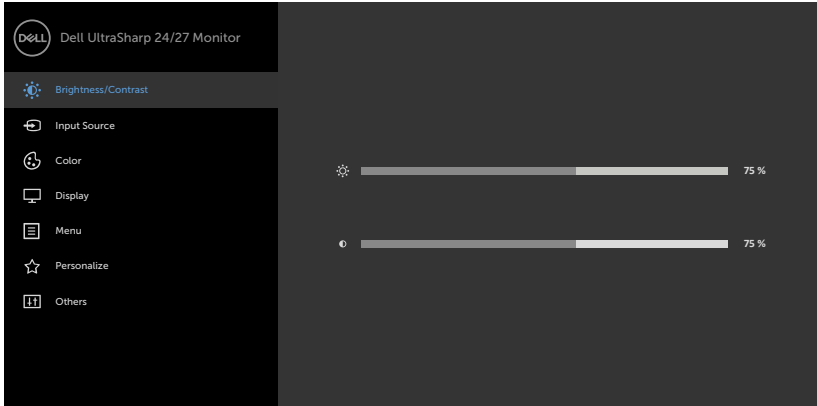 DELL
Dell UltraSharp 24/27 Monitor
Brightness/Contrast
Input Source
Color
Display
Menu
Personalize
Others
75 %
75 %